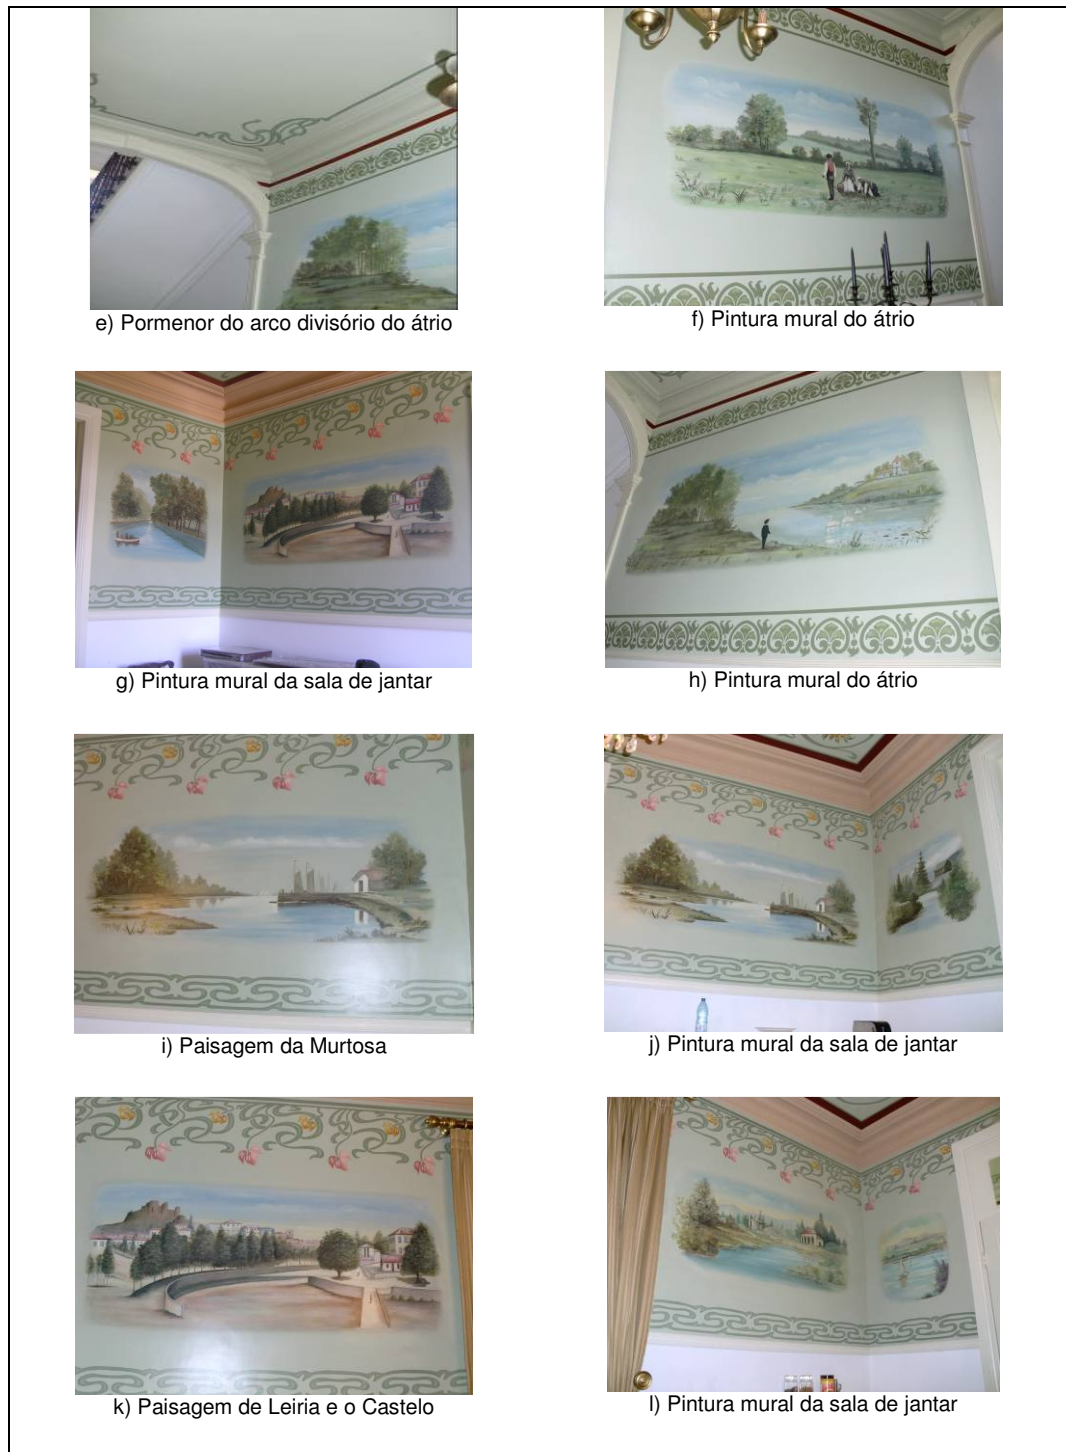 e) Pormenor do arco divisório do átrio
f) Pintura mural do átrio
g) Pintura mural da sala de jantar
h) Pintura mural do átrio
i) Paisagem da Murtosa
j) Pintura mural da sala de jantar
k) Paisagem de Leiria e o Castelo
l) Pintura mural da sala de jantar